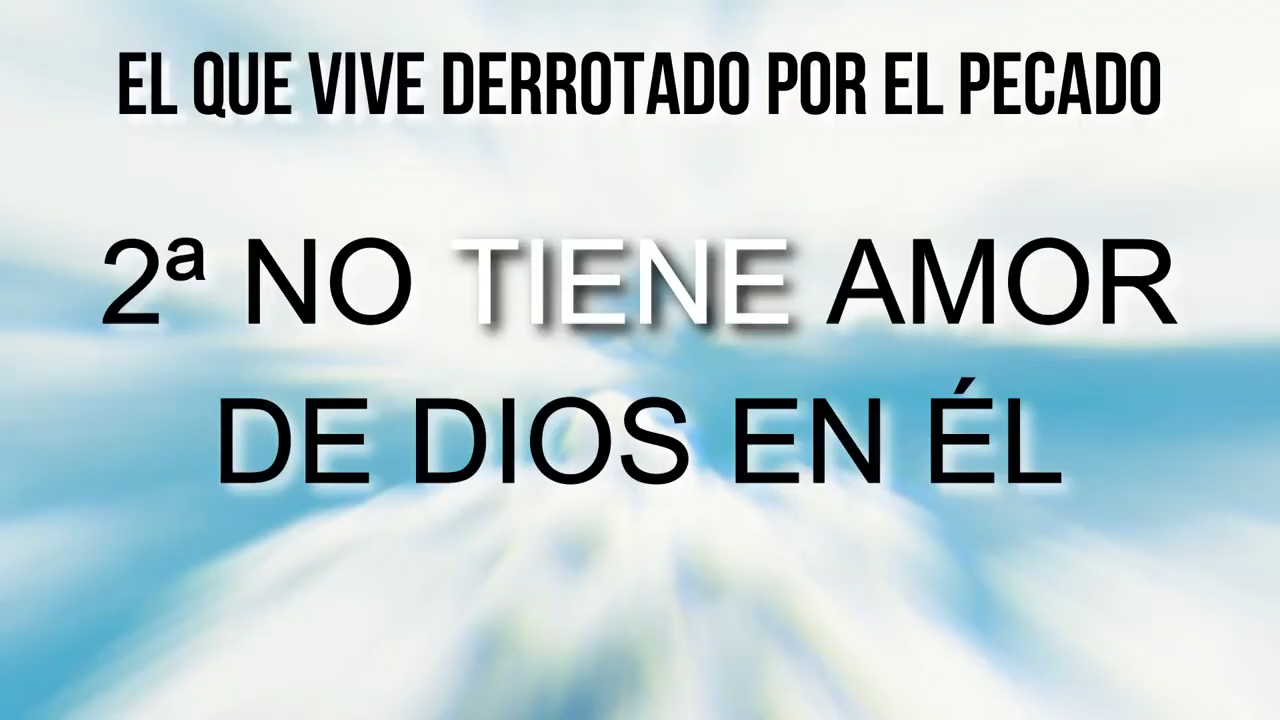 EL QUE VIVE DERROTADO POR EL PECADO
2ª NO TIENE AMOR
DE DIOS EN ÉL